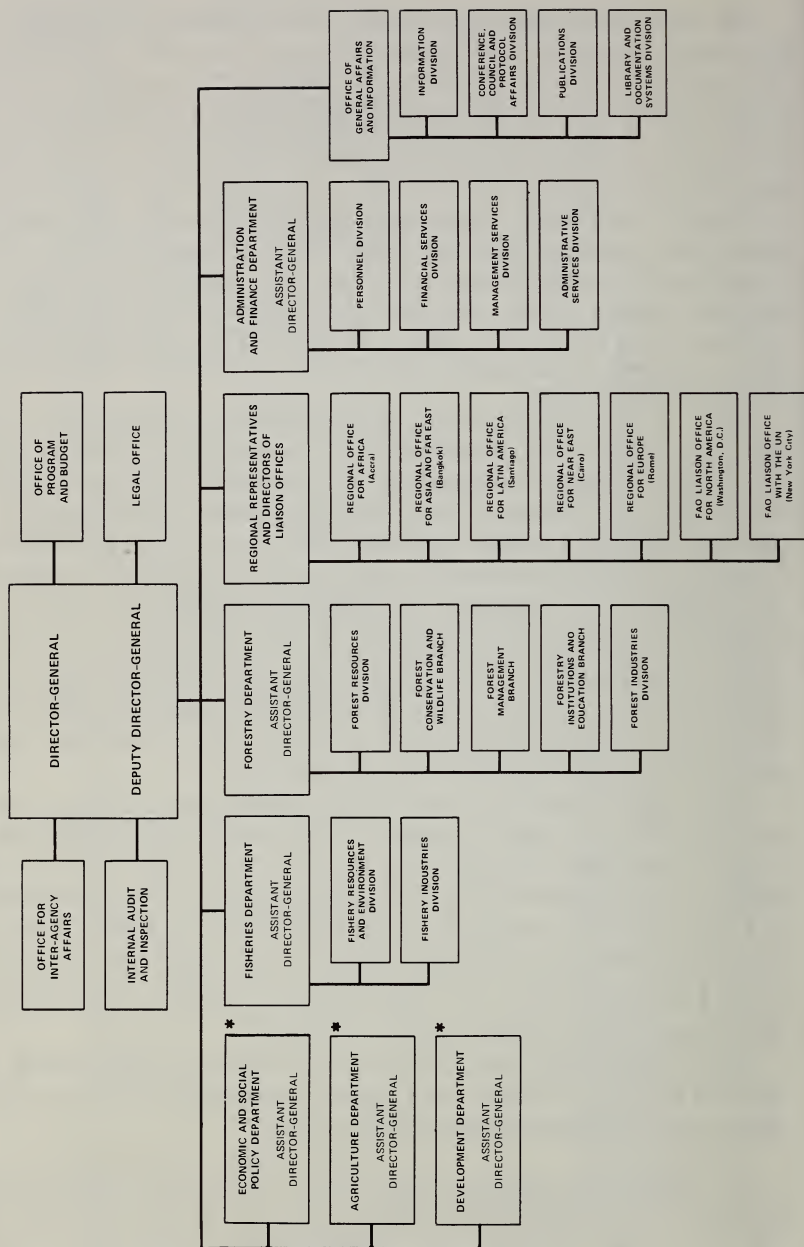 OFFICE FOR
INTER-AGENCY
AFFAIRS
INTERNAL AUDIT
AND INSPECTION
DIRECTOR-GENERAL
DEPUTY DIRECTOR-GENERAL
OFFICE OF
PROGRAM
AND BUDGET
LEGAL OFFICE
*
ECONOMIC AND SOCIAL
POLICY DEPARTMENT
ASSISTANT
DIRECTOR-GENERAL
*
AGRICULTURE DEPARTMENT
ASSISTANT
DIRECTOR-GENERAL
*
DEVELOPMENT DEPARTMENT
ASSISTANT
DIRECTOR-GENERAL
FISHERIES DEPARTMENT
ASSISTANT
DIRECTOR-GENERAL
FISHERY RESOURCES
AND ENVIRONMENT
DIVISION
FISHERY INDUSTRIES
DIVISION
FORESTRY DEPARTMENT
ASSISTANT
DIRECTOR-GENERAL
FOREST RESOURCES
DIVISION
FOREST
CONSERVATION AND
WILDLIFE BRANCH
FOREST
MANAGEMENT
BRANCH
FORESTRY
INSTITUTIONS AND
EDUCATION BRANCH
FOREST INDUSTRIES
DIVISION
REGIONAL REPRESENTATIVES
AND DIRECTORS OF
LIAISON OFFICES
REGIONAL OFFICE
FOR AFRICA
(Accra)
REGIONAL OFFICE
FOR ASIA AND FAR EAST
(Bangkok)
REGIONAL OFFICE
FOR LATIN AMERICA
(Santiago)
REGIONAL OFFICE
FOR NEAR EAST
(Cairo)
REGIONAL OFFICE
FOR EUROPE
(Rome)
FAO LIAISON OFFICE
FOR NORTH AMERICA
(Washington, D.C.)
FAO LIAISON OFFICE
WITH THE UN
(New York City)
ADMINISTRATION
AND FINANCE DEPARTMENT
ASSISTANT
DIRECTOR-GENERAL
PERSONNEL DIVISION
FINANCIAL SERVICES
DIVISION
MANAGEMENT SERVICES
DIVISION
ADMINISTRATIVE
SERVICES DIVISION
OFFICE OF
GENERAL AFFAIRS
AND INFORMATION
INFORMATION
DIVISION
CONFERENCE,
COUNCIL AND
PROTOCOL
AFFAIRS DIVISION
PUBLICATIONS
DIVISION
LIBRARY AND
DOCUMENTATION
SYSTEMS DIVISION